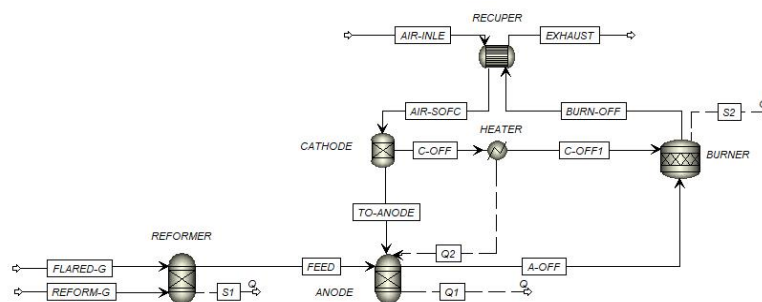 RECUPER
AIR-INLE
EXHAUST
AIR-SOFC
BURN-OFF
S2
Q
HEATER
CATHODE
C-OFF
C-OFF1
BURNER
TO-ANODE
REFORMER
FLARED-G
FEED
Q2
A-OFF
REFORM-G
S1
Q
ANODE
Q1
Q